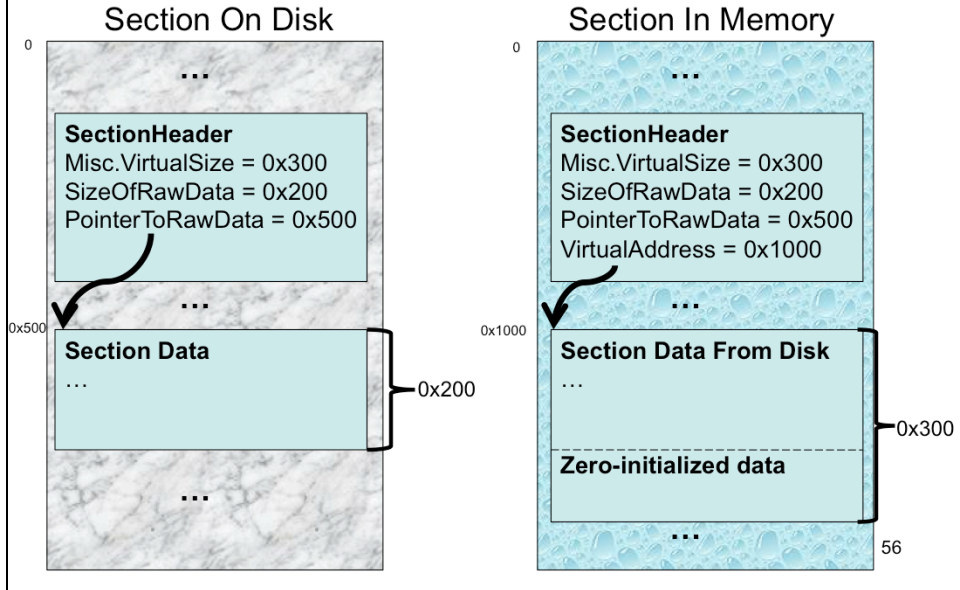 Section On Disk
0
...
SectionHeader
Misc.VirtualSize = 0x300
SizeOfRawData = 0x200
PointerToRawData = 0x500
...
0x500
Section Data
...
0x200
...
Section In Memory
0
...
SectionHeader
Misc.VirtualSize = 0x300
SizeOfRawData = 0x200
PointerToRawData = 0x500
VirtualAddress = 0x1000
...
0x1000
Section Data From Disk
...
0x300
Zero-initialized data
...
56